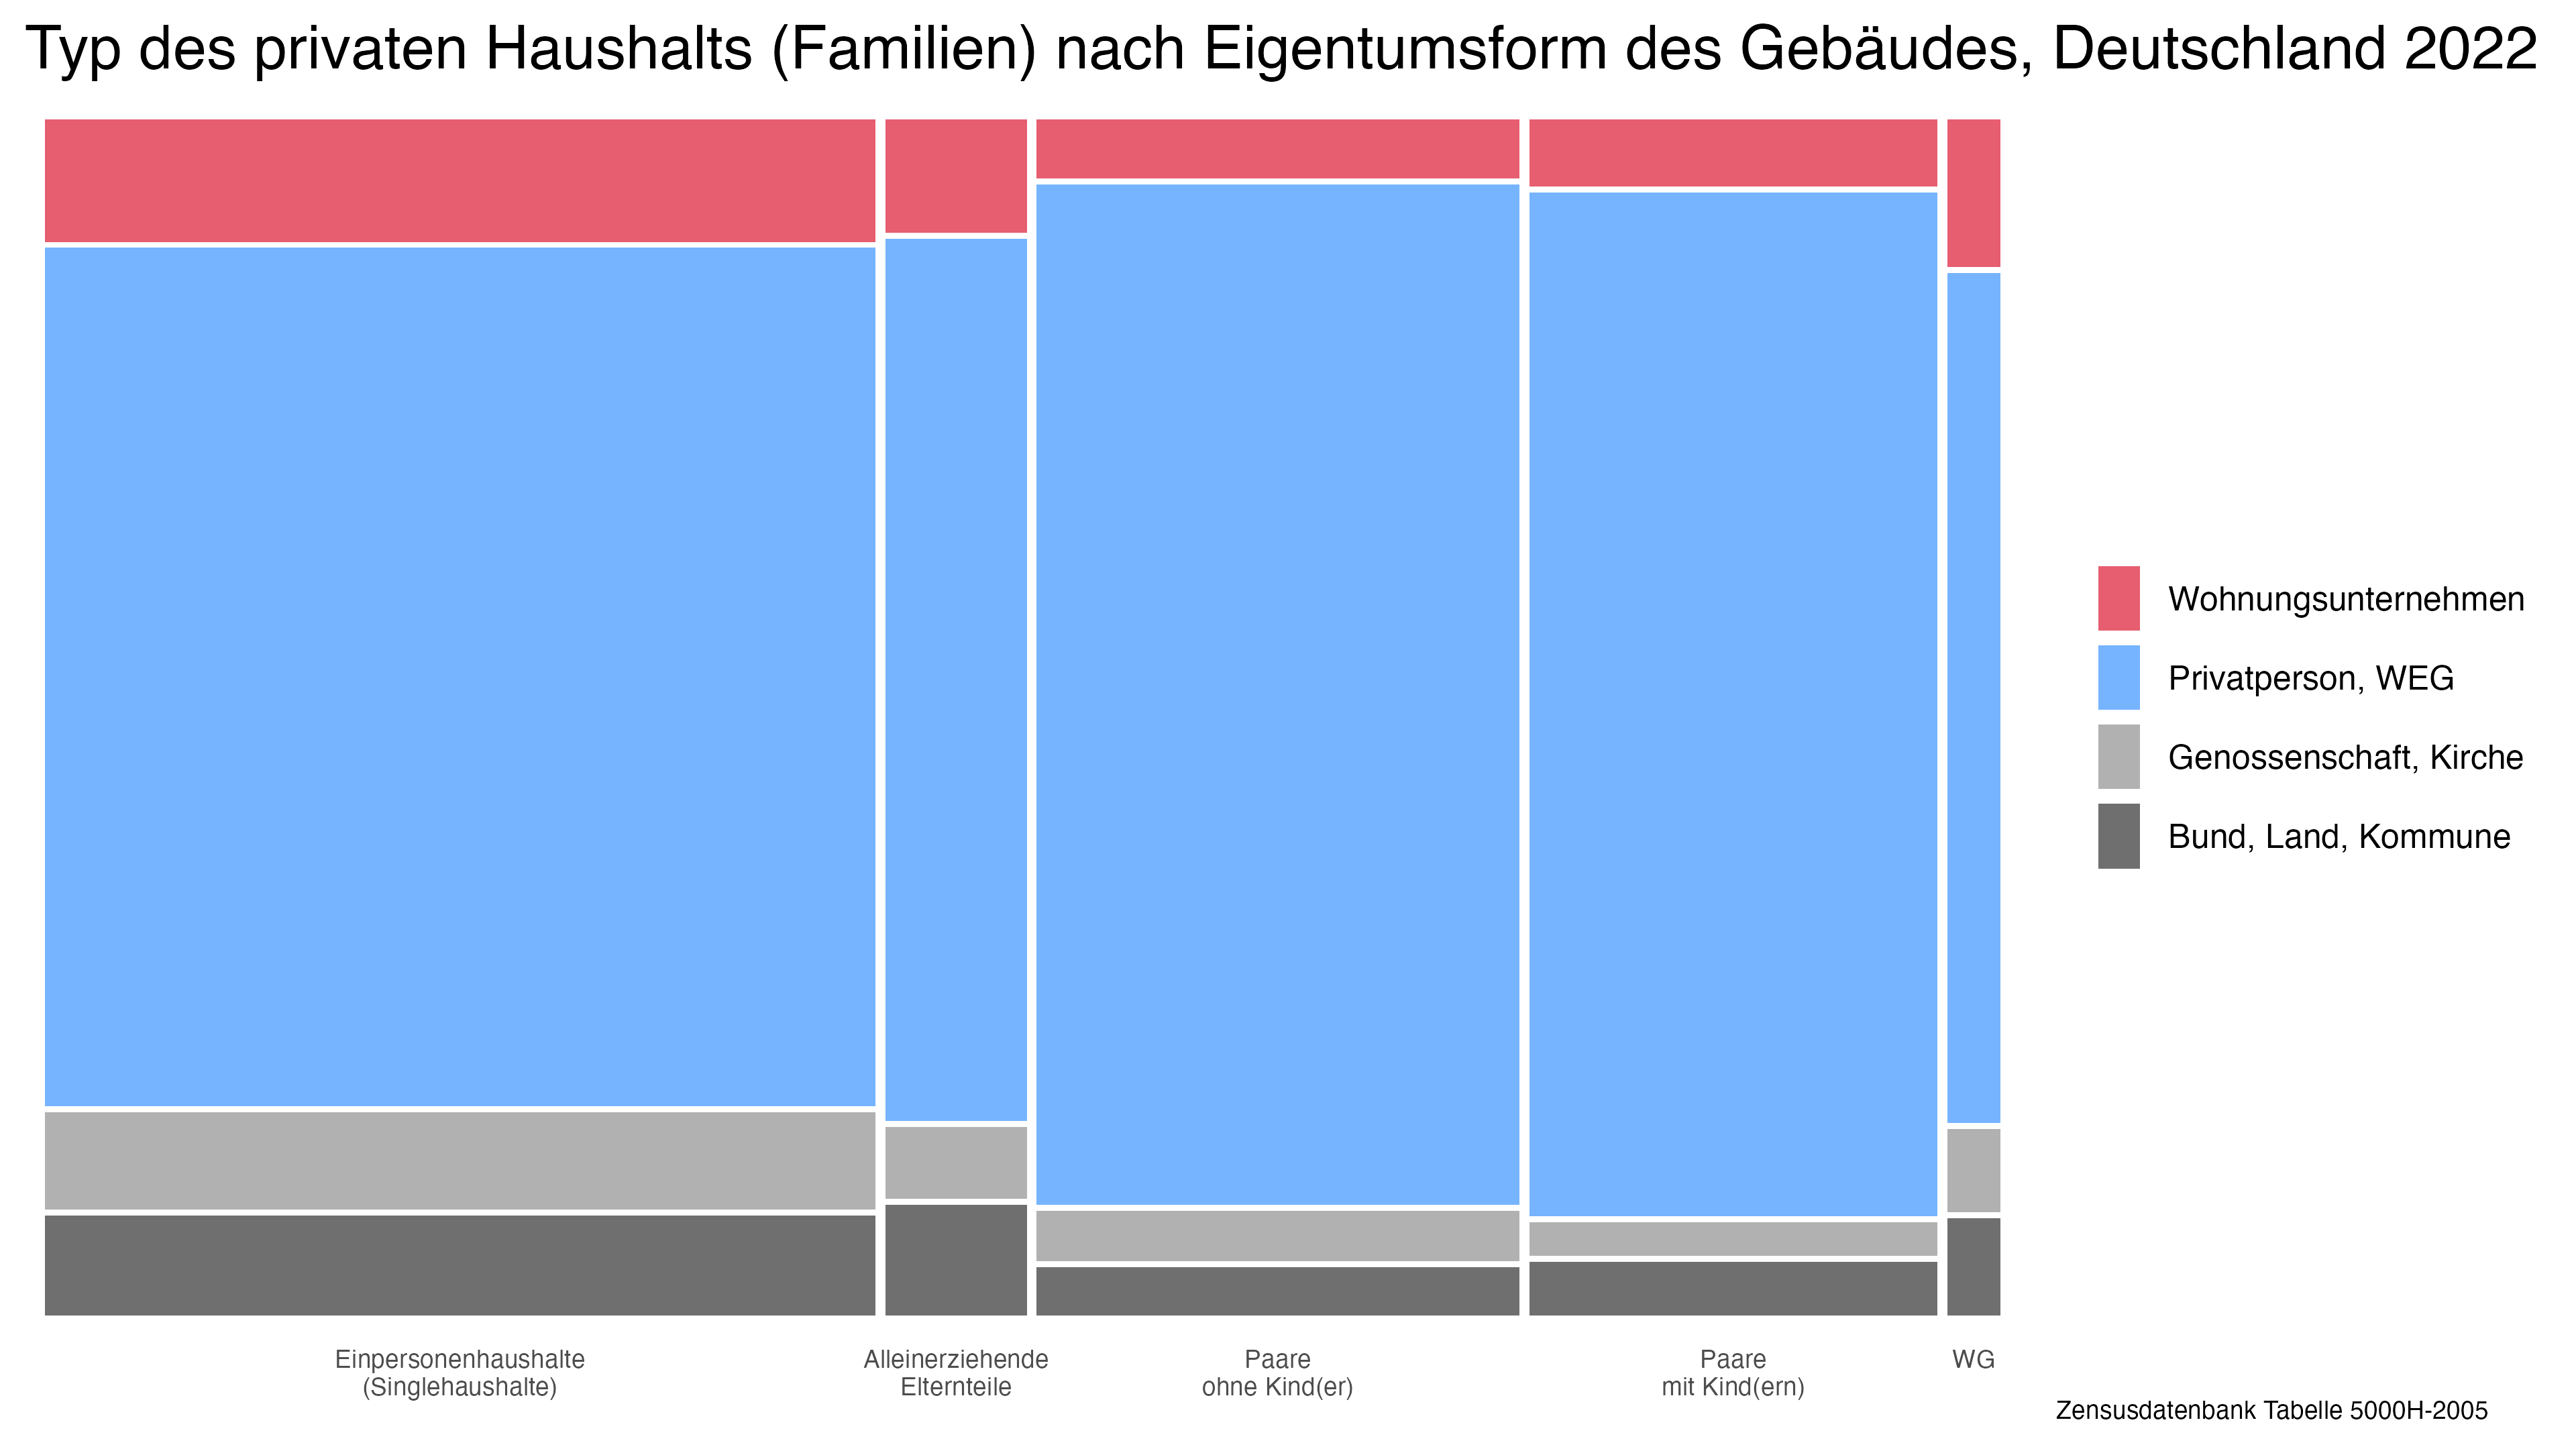 Typ des privaten Haushalts (Familien) nach Eigentumsform des Gebäudes, Deutschland 2022
Wohnungsunternehmen
Privatperson, WEG
Genossenschaft, Kirche
Bund, Land, Kommune
Einpersonenhaushalte
(Singlehaushalte)
Alleinerziehende
Elternteile
Paare
ohne Kind(er)
Paare
mit Kind(ern)
WG
Zensusdatenbank Tabelle 5000H-2005